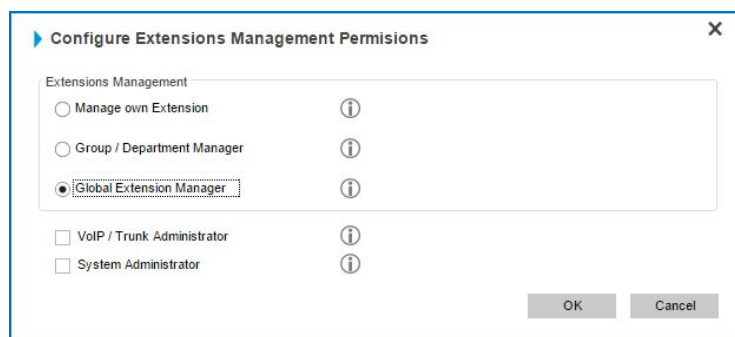 Configure Extensions Management Permisions
Extensions Management
Manage own Extension
Group / Department Manager
Global Extension Manager
VoIP / Trunk Administrator
System Administrator
OK Cancel